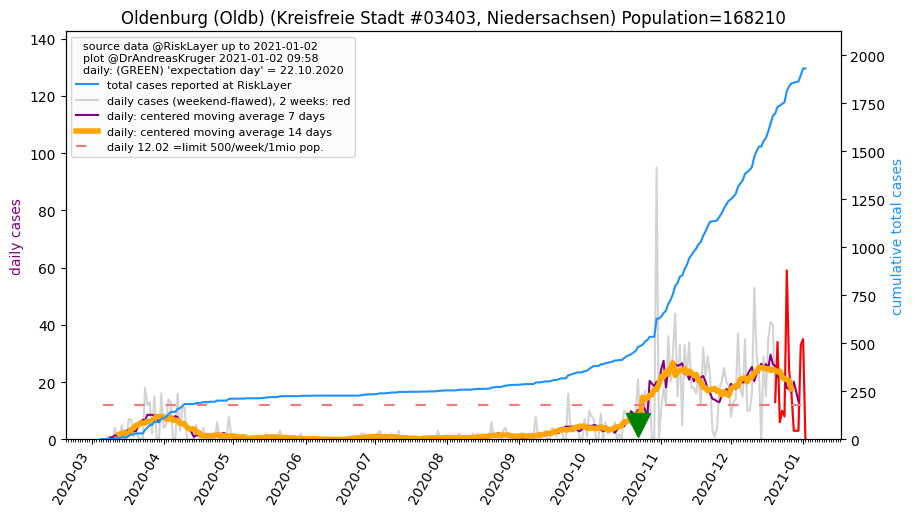 Oldenburg (Oldb) (Kreisfreie Stadt #03403, Niedersachsen) Population=168210
source data @RiskLayer up to 2021-01-02
plot @DrAndreasKruger 2021-01-02 09:58
daily: (GREEN) 'expectation day' = 22.10.2020
total cases reported at RiskLayer
daily cases (weekend-flawed), 2 weeks: red
daily: centered moving average 7 days
daily: centered moving average 14 days
daily 12.02 =limit 500/week/1mio pop.
daily cases
140
120
100
80
60
40
20
0
cumulative total cases
2000
1750
1500
1250
1000
750
500
250
0
2020-03
2020-04
2020-05
2020-06
2020-07
2020-08
2020-09
2020-10
2020-11
2020-12
2021-01